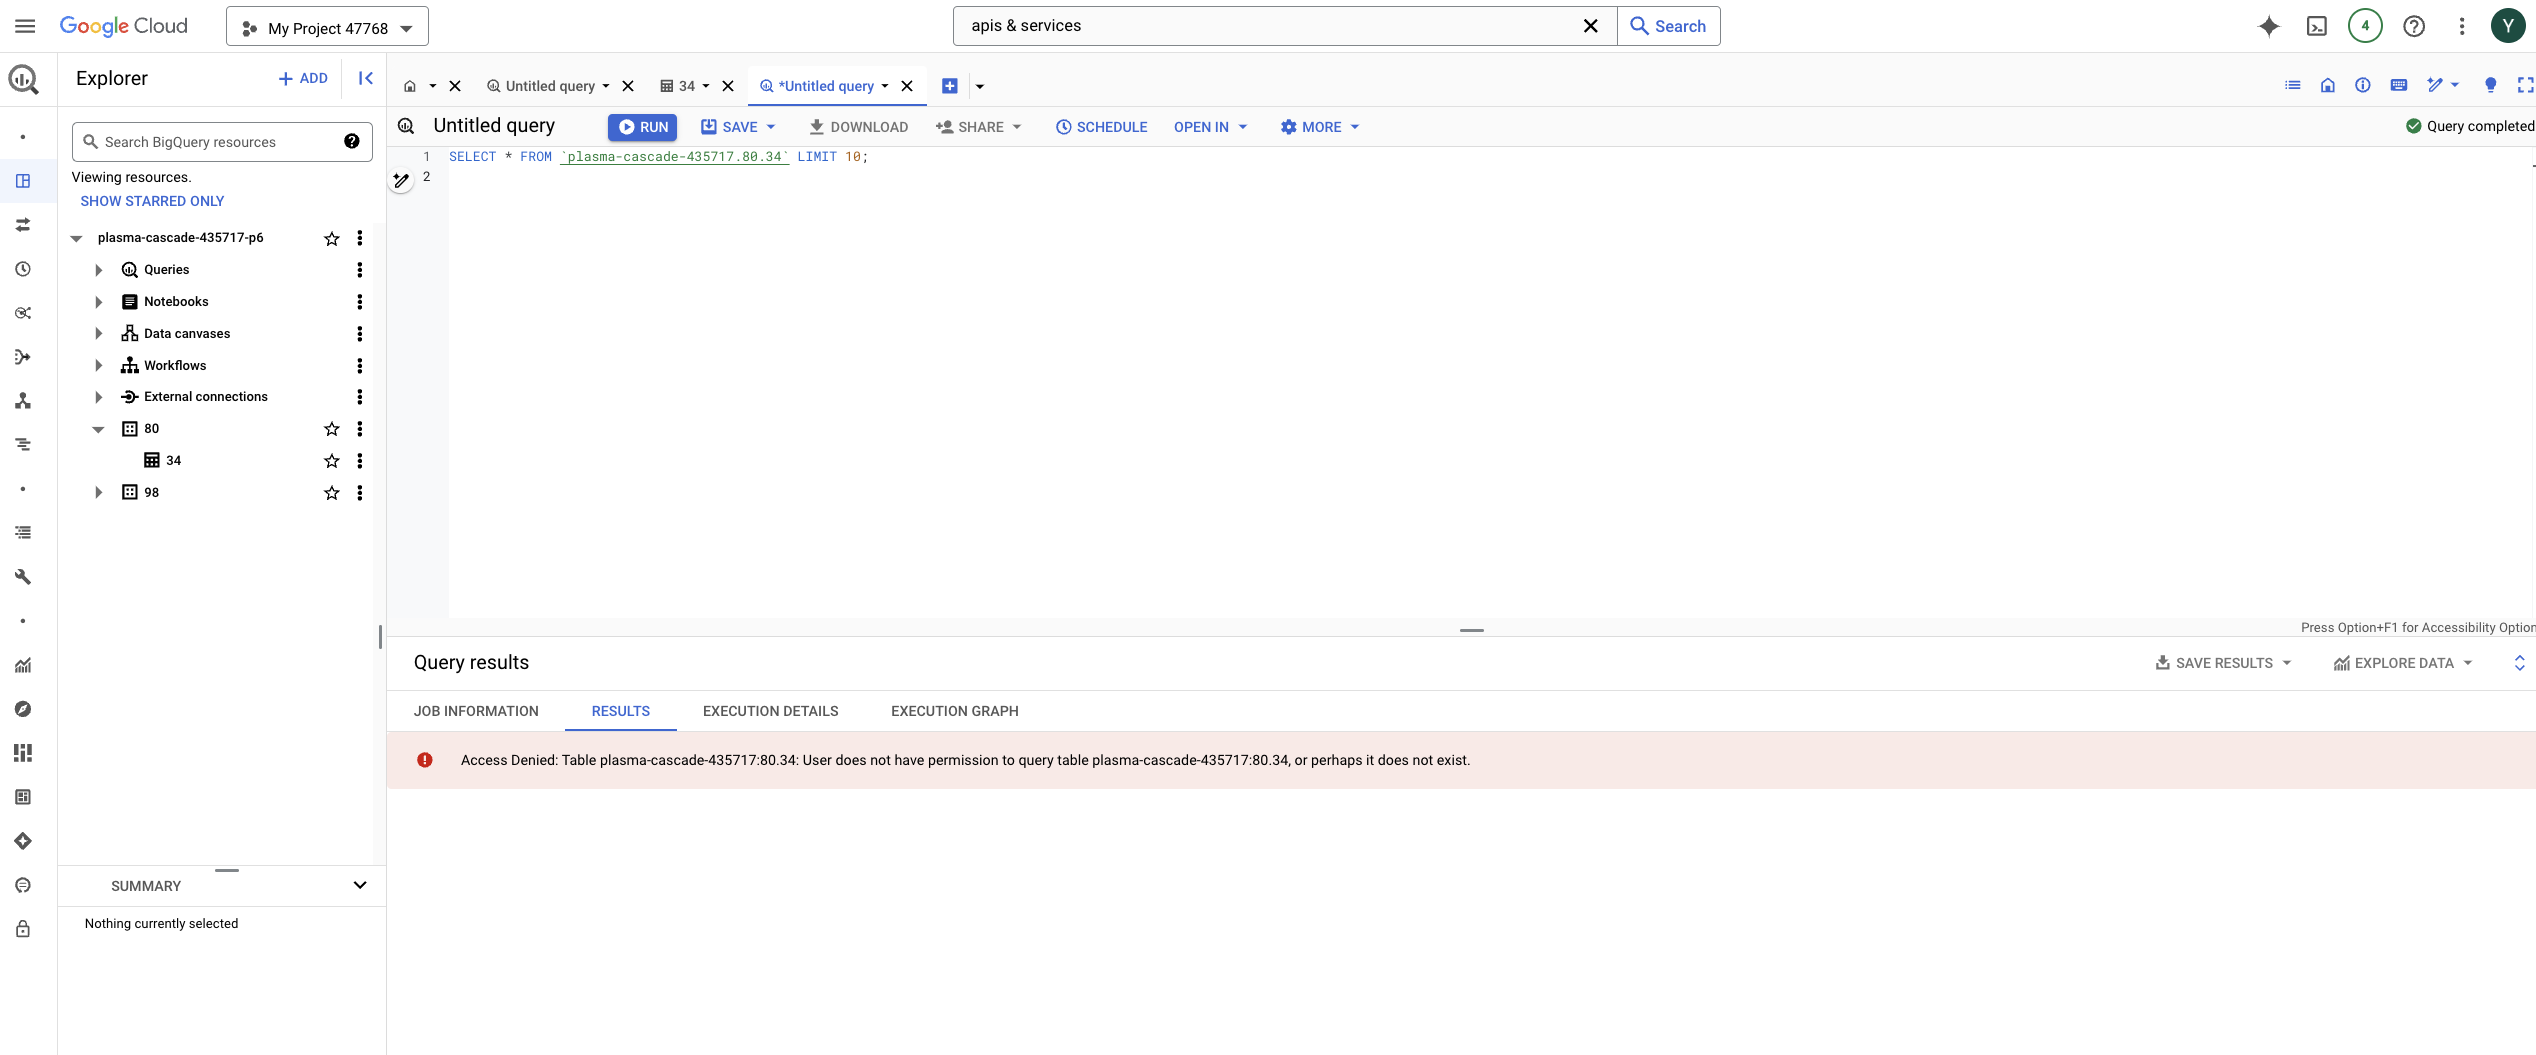 Google Cloud
My Project 47768
apis & services
Search
4
Y
Explorer
ADD
Untitled query
34
*Untitled query
Search BigQuery resources
Viewing resources.
SHOW STARRED ONLY
plasma-cascade-435717-p6
Queries
Notebooks
Data canvases
Workflows
External connections
80
34
98
SUMMARY
Nothing currently selected
Untitled query
RUN
SAVE
DOWNLOAD
SHARE
SCHEDULE
OPEN IN
MORE
Query completed
1 SELECT * FROM `plasma-cascade-435717.80.34` LIMIT 10;
2
Press Option+F1 for Accessibility Option
Query results
SAVE RESULTS
EXPLORE DATA
JOB INFORMATION
RESULTS
EXECUTION DETAILS
EXECUTION GRAPH
Access Denied: Table plasma-cascade-435717:80.34: User does not have permission to query table plasma-cascade-435717:80.34, or perhaps it does not exist.